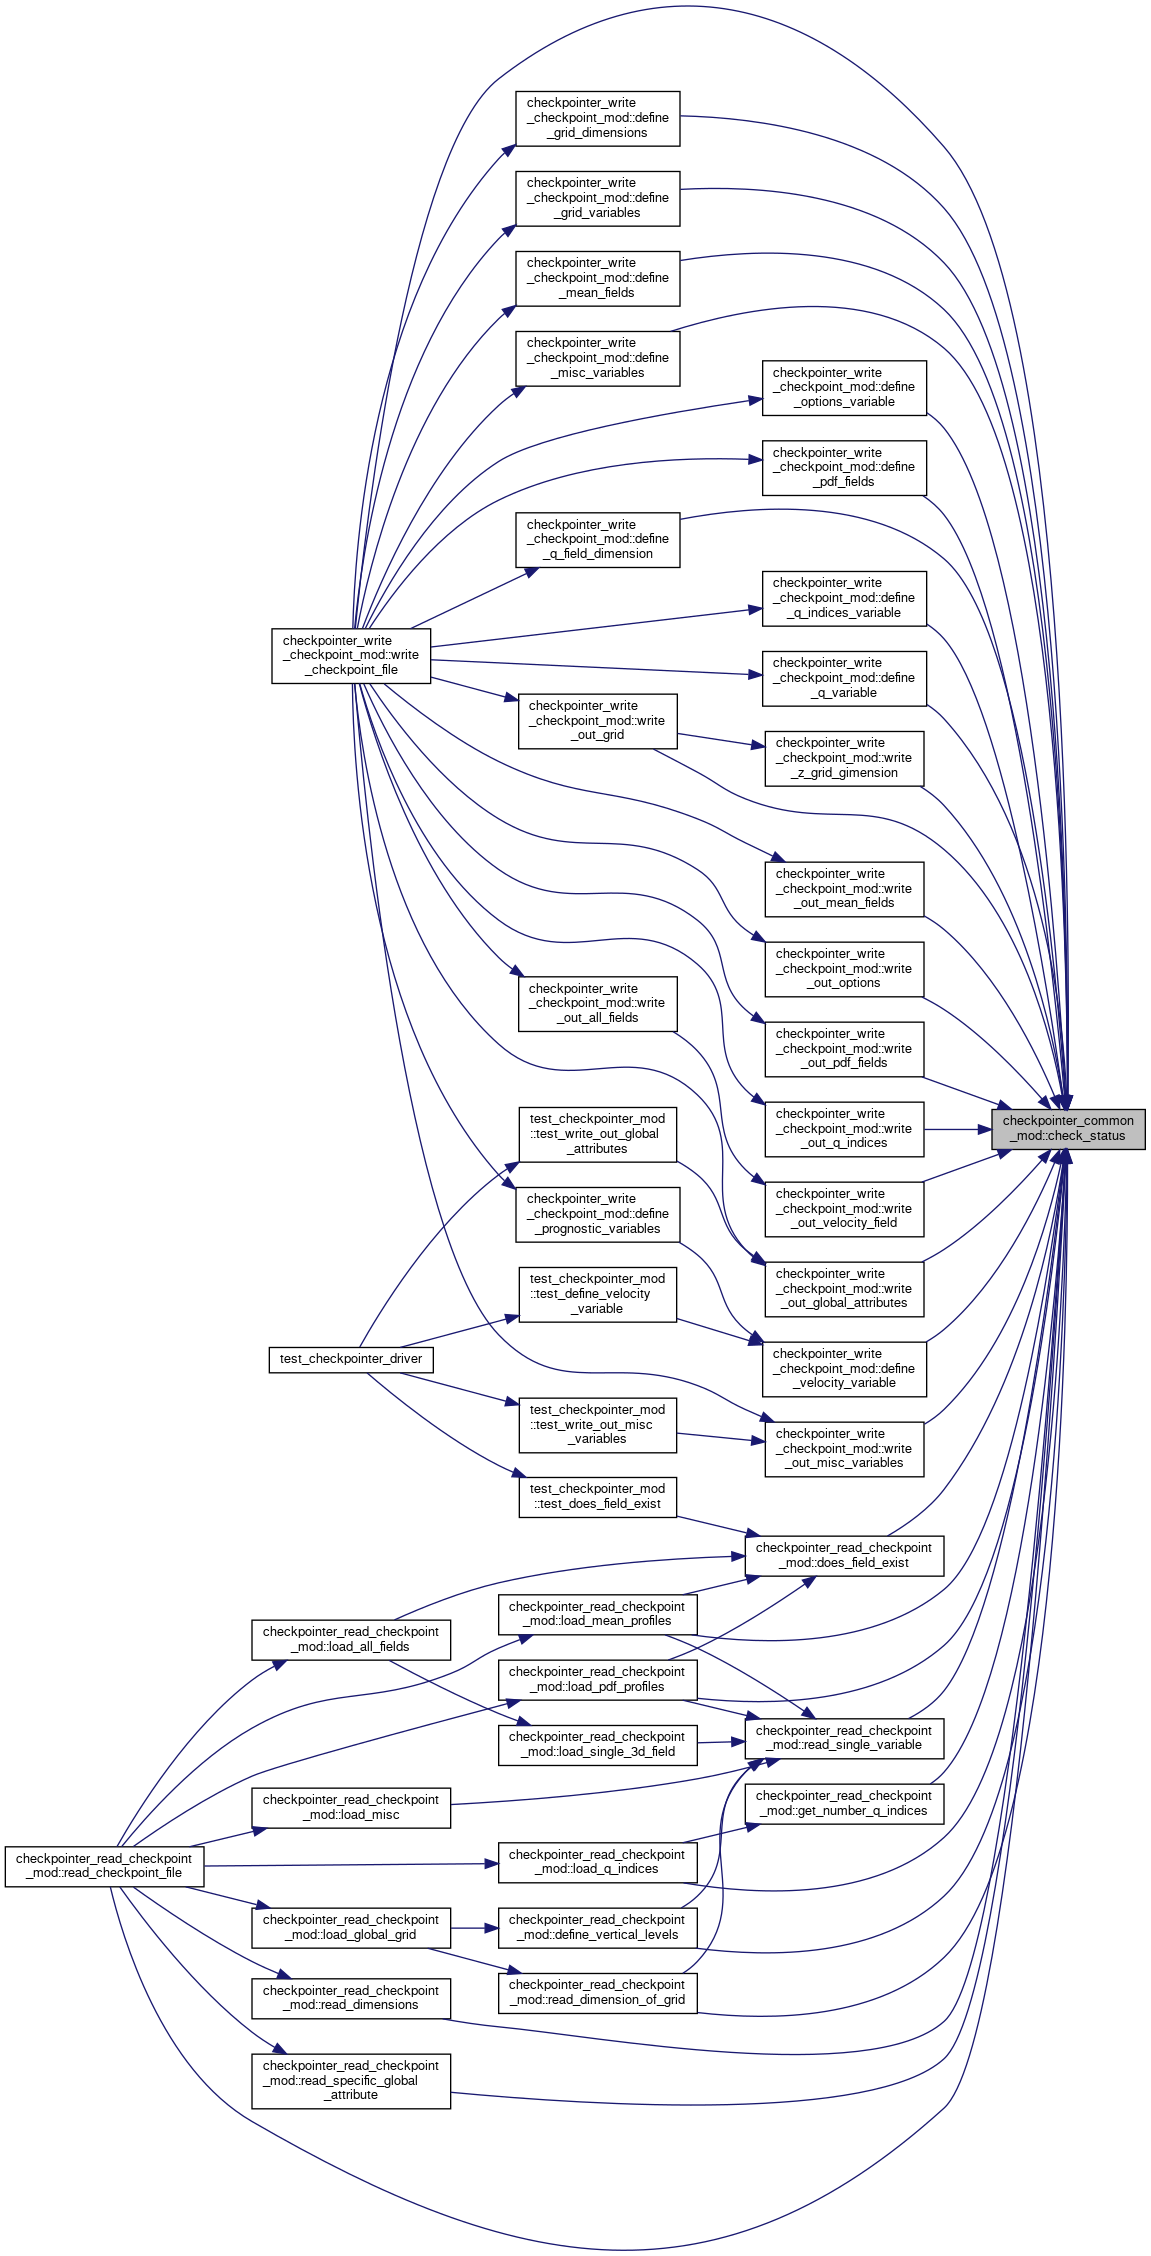 checkpointer_write
_checkpoint_mod::define
_grid_dimensions
checkpointer_write
_checkpoint_mod::define
_grid_variables
checkpointer_write
_checkpoint_mod::define
_mean_fields
checkpointer_write
_checkpoint_mod::define
_misc_variables
checkpointer_write
_checkpoint_mod::define
_options_variable
checkpointer_write
_checkpoint_mod::define
_pdf_fields
checkpointer_write
_checkpoint_mod::define
_q_field_dimension
checkpointer_write
_checkpoint_mod::define
_q_indices_variable
checkpointer_write
_checkpoint_mod::write
_checkpoint_file
checkpointer_write
_checkpoint_mod::define
_q_variable
checkpointer_write
_checkpoint_mod::write
_out_grid
checkpointer_write
_checkpoint_mod::write
_z_grid_gimension
checkpointer_write
_checkpoint_mod::write
_out_mean_fields
checkpointer_write
_checkpoint_mod::write
_out_options
checkpointer_write
_checkpoint_mod::write
_out_all_fields
checkpointer_write
_checkpoint_mod::write
_out_pdf_fields
checkpointer_write
_checkpoint_mod::write
_out_q_indices
checkpointer_common
_mod::check_status
test_checkpointer_mod
::test_write_out_global
_attributes
checkpointer_write
_checkpoint_mod::write
_out_velocity_field
checkpointer_write
_checkpoint_mod::define
_prognostic_variables
checkpointer_write
_checkpoint_mod::write
_out_global_attributes
test_checkpointer_mod
::test_define_velocity
_variable
checkpointer_write
_checkpoint_mod::define
_velocity_variable
test_checkpointer_driver
test_checkpointer_mod
::test_write_out_misc
_variables
checkpointer_write
_checkpoint_mod::write
_out_misc_variables
test_checkpointer_mod
::test_does_field_exist
checkpointer_read_checkpoint
_mod::does_field_exist
checkpointer_read_checkpoint
_mod::load_mean_profiles
checkpointer_read_checkpoint
_mod::load_all_fields
checkpointer_read_checkpoint
_mod::load_pdf_profiles
checkpointer_read_checkpoint
_mod::read_single_variable
checkpointer_read_checkpoint
_mod::load_single_3d_field
checkpointer_read_checkpoint
_mod::load_misc
checkpointer_read_checkpoint
_mod::get_number_q_indices
checkpointer_read_checkpoint
_mod::read_checkpoint_file
checkpointer_read_checkpoint
_mod::load_q_indices
checkpointer_read_checkpoint
_mod::load_global_grid
checkpointer_read_checkpoint
_mod::define_vertical_levels
checkpointer_read_checkpoint
_mod::read_dimension_of_grid
checkpointer_read_checkpoint
_mod::read_dimensions
checkpointer_read_checkpoint
_mod::read_specific_global
_attribute